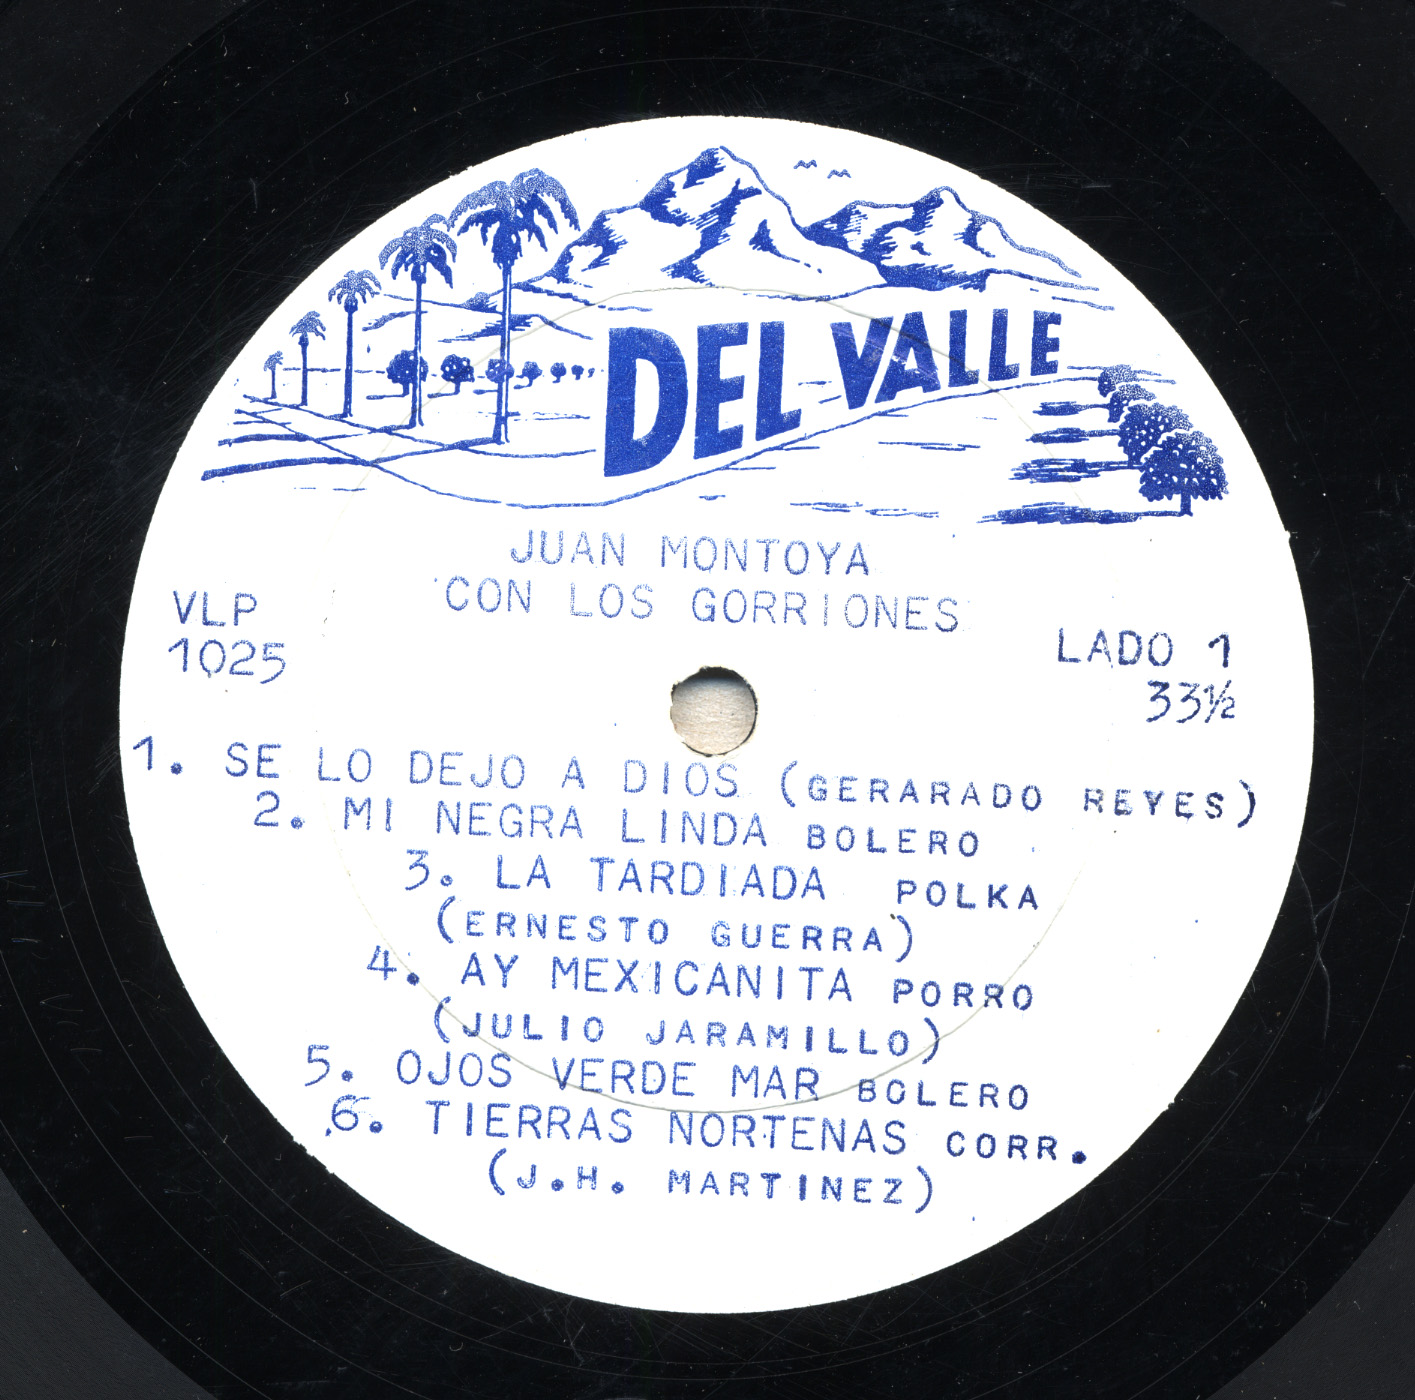 DEL VALLE
JUAN MONTOYA
CON LOS GORRIONES
VLP
1025
LADO 1
33½
1. SE LO DEJO A DIOS (GERARADO REYES)
2. MI NEGRA LINDA BOLERO
3. LA TARDIADA POLKA
(ERNESTO GUERRA)
4. AY MEXICANITA PORRO
(JULIO JARAMILLO)
5. OJOS VERDE MAR BOLERO
6. TIERRAS NORTENAS CORR.
(J.H. MARTINEZ)